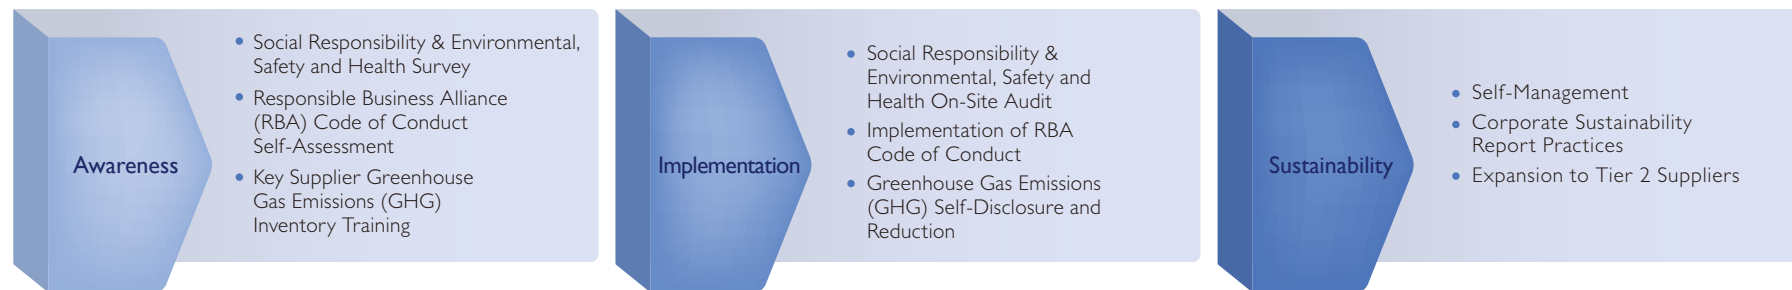 Awareness
• Social Responsibility & Environmental,
Safety and Health Survey
• Responsible Business Alliance
(RBA) Code of Conduct
Self-Assessment
• Key Supplier Greenhouse
Gas Emissions (GHG)
Inventory Training
Implementation
• Social Responsibility &
Environmental, Safety and
Health On-Site Audit
• Implementation of RBA
Code of Conduct
• Greenhouse Gas Emissions
(GHG) Self-Disclosure and
Reduction
Sustainability
• Self-Management
• Corporate Sustainability
Report Practices
• Expansion to Tier 2 Suppliers